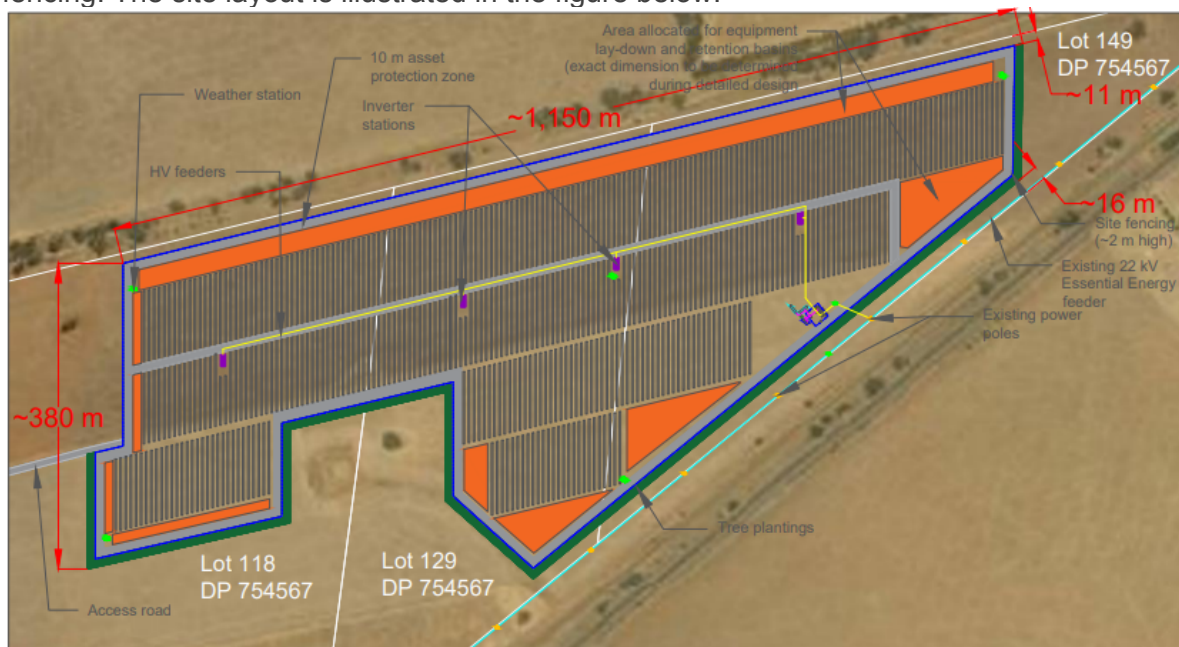 fencing. The site layout is illustrated in the figure below.
Area allocated for equipment
lay-down and retention basins
(exact dimension to be determined
during detailed design
Lot 149
DP 754567
~11 m
10 m asset
protection zone
Weather station
Inverter
stations
~1,150 m
HV feeders
~16 m
Site fencing
(~2 m high)
Existing 22 kV
Essential Energy
feeder
Existing power
poles
~380 m
Tree plantings
Lot 118
DP 754567
Lot 129
DP 754567
Access road